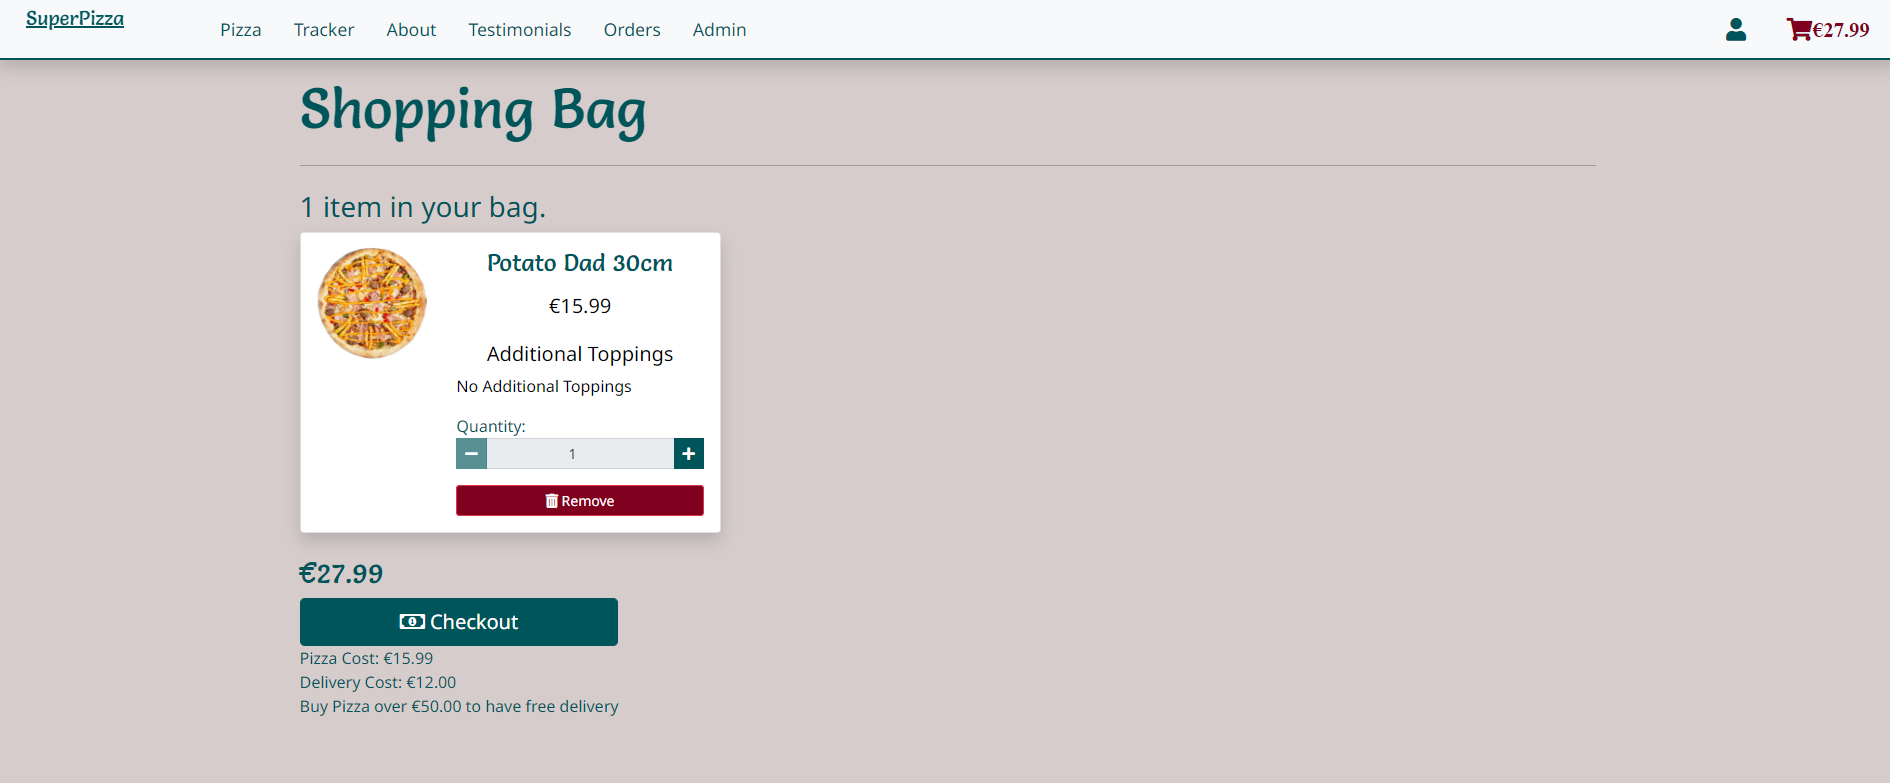 SuperPizza
Pizza Tracker About Testimonials Orders Admin
€27.99
Shopping Bag
1 item in your bag.
Potato Dad 30cm
€15.99
Additional Toppings
No Additional Toppings
Quantity:
1
Remove
€27.99
Checkout
Pizza Cost: €15.99
Delivery Cost: €12.00
Buy Pizza over €50.00 to have free delivery